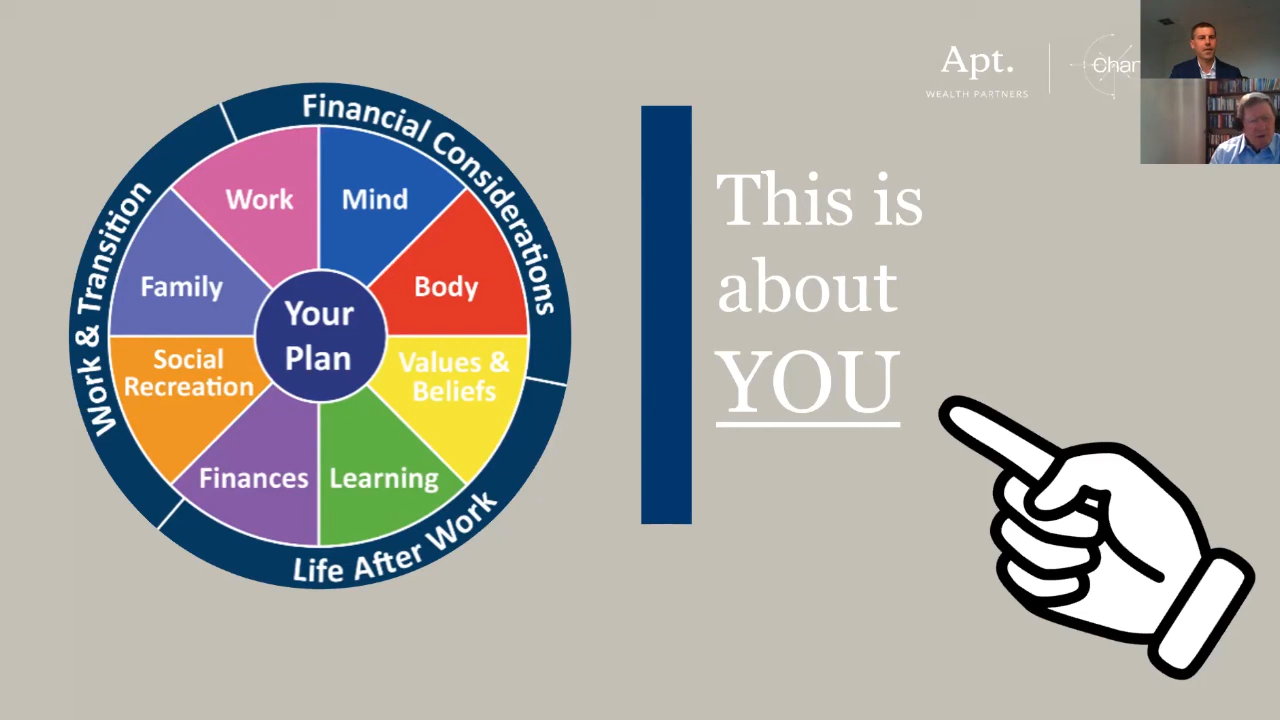 Apt.
WEALTH PARTNERS
Financial Considerations
Work & Transition
Life After Work
Work
Mind
Family
Body
Your
Plan
Social
Recreation
Values &
Beliefs
Finances
Learning
This is
about
YOU